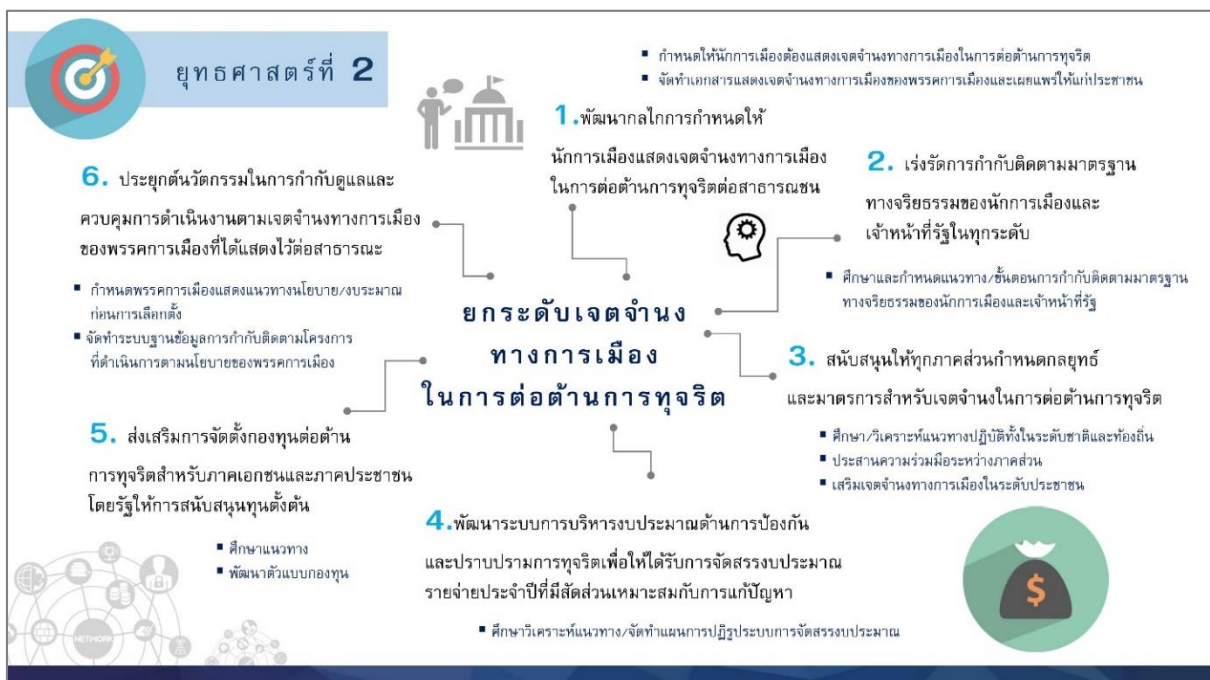 ยุทธศาสตร์ที่ 2
▪ กำหนดให้นักการเมืองต้องแสดงเจตจำนงทางการเมืองในการต่อต้านการทุจริต
▪ จัดทำเอกสารแสดงเจตจำนงทางการเมืองของพรรคการเมืองและเผยแพร่ให้แก่ประชาชน
1.พัฒนากลไกการกำหนดให้
นักการเมืองแสดงเจตจำนงทางการเมือง
ในการต่อต้านการทุจริตต่อสาธารณชน
2. เร่งรัดการกำกับติดตามมาตรฐาน
ทางจริยธรรมของนักการเมืองและ
เจ้าหน้าที่รัฐในทุกระดับ
▪ ศึกษาและกำหนดแนวทาง/ขั้นตอนการกำกับติดตามมาตรฐาน
ทางจริยธรรมของนักการเมืองและเจ้าหน้าที่รัฐ
ยกระดับเจตจำนง
ทางการเมือง
ในการต่อต้านการทุจริต
3. สนับสนุนให้ทุกภาคส่วนกำหนดกลยุทธ์
และมาตรการสำหรับเจตจำนงในการต่อต้านการทุจริต
▪ ศึกษา/วิเคราะห์แนวทางปฏิบัติทั้งในระดับชาติและท้องถิ่น
▪ ประสานความร่วมมือระหว่างภาคส่วน
▪ เสริมเจตจำนงทางการเมืองในระดับประชาชน
4.พัฒนาระบบการบริหารงบประมาณด้านการป้องกัน
และปราบปรามการทุจริตเพื่อให้ได้รับการจัดสรรงบประมาณ
รายจ่ายประจำปีที่มีสัดส่วนเหมาะสมกับการแก้ปัญหา
▪ ศึกษาวิเคราะห์แนวทาง/จัดทำแผนการปฏิรูประบบการจัดสรรงบประมาณ
5. ส่งเสริมการจัดตั้งกองทุนต่อต้าน
การทุจริตสำหรับภาคเอกชนและภาคประชาชน
โดยรัฐให้การสนับสนุนทุนตั้งต้น
▪ ศึกษาแนวทาง
▪ พัฒนาตัวแบบกองทุน
6. ประยุกต์นวัตกรรมในการกำกับดูแลและ
ควบคุมการดำเนินงานตามเจตจำนงทางการเมือง
ของพรรคการเมืองที่ได้แสดงไว้ต่อสาธารณะ
▪ กำหนดพรรคการเมืองแสดงแนวทางนโยบาย/งบประมาณ
ก่อนการเลือกตั้ง
▪ จัดทำระบบฐานข้อมูลการกำกับติดตามโครงการ
ที่ดำเนินการตามนโยบายของพรรคการเมือง
NETWORK
$